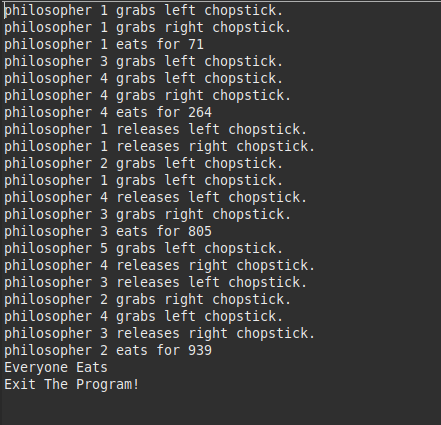 philosopher 1 grabs left chopstick.
philosopher 1 grabs right chopstick.
philosopher 1 eats for 71
philosopher 3 grabs left chopstick.
philosopher 4 grabs left chopstick.
philosopher 4 grabs right chopstick.
philosopher 4 eats for 264
philosopher 1 releases left chopstick.
philosopher 1 releases right chopstick.
philosopher 2 grabs left chopstick.
philosopher 1 grabs left chopstick.
philosopher 4 releases left chopstick.
philosopher 3 grabs right chopstick.
philosopher 3 eats for 805
philosopher 5 grabs left chopstick.
philosopher 4 releases right chopstick.
philosopher 3 releases left chopstick.
philosopher 2 grabs right chopstick.
philosopher 4 grabs left chopstick.
philosopher 3 releases right chopstick.
philosopher 2 eats for 939
Everyone Eats
Exit The Program!